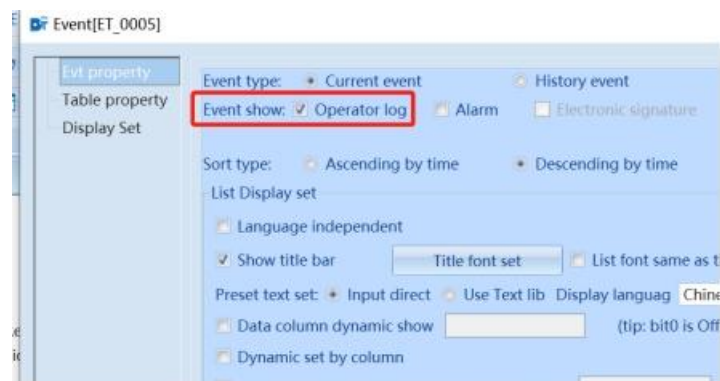 Event[ET_0005]
Evt property
Table property
Display Set
Event type: Current event History event
Event show: Operator log Alarm Electronic signature
Sort type: Ascending by time Descending by time
List Display set
Language independent
Show title bar Title font set List font same as t
Preset text set: Input direct Use Text lib Display languag Chine
Data column dynamic show (tip: bit0 is Off
Dynamic set by column